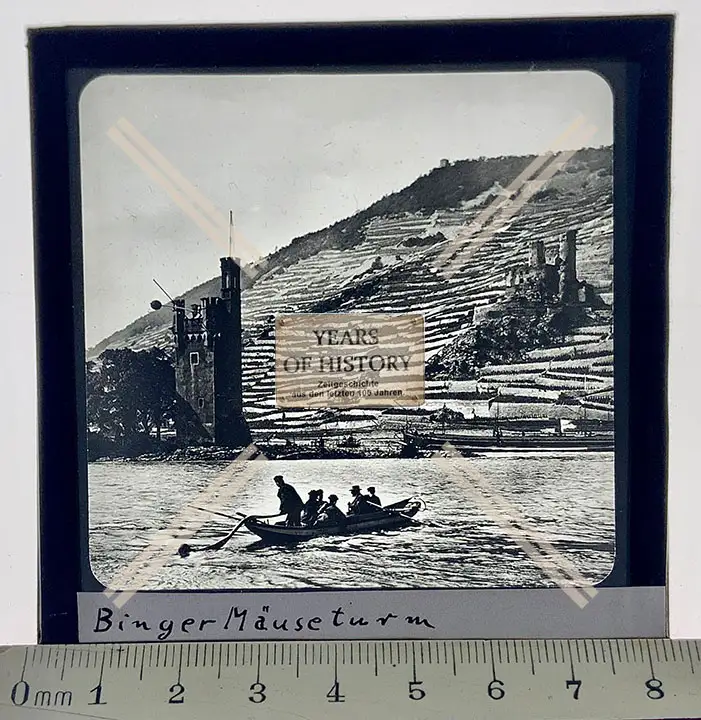 YEARS
OF HISTORY
Zeitgeschichte
aus den letzten 100 Jahren
Binger Mäuseturm
0mm 1 2 3 4 5 6 7 8